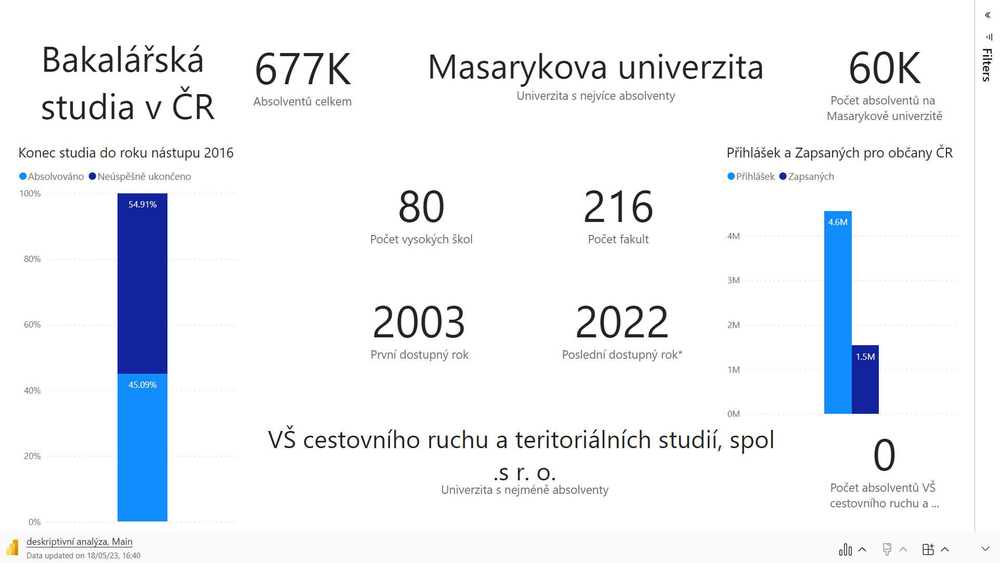 Bakalářská
studia v ČR
677K
Absolventů celkem
Masarykova univerzita
Univerzita s nejvíce absolventy
60K
Počet absolventů na
Masarykově univerzitě
«
Filters
Konec studia do roku nástupu 2016
Absolvováno Neúspěšně ukončeno
100%
80%
60%
40%
20%
0%
54.91%
45.09%
80
Počet vysokých škol
216
Počet fakult
2003
První dostupný rok
2022
Poslední dostupný rok*
Přihlášek a Zapsaných pro občany ČR
Přihlášek Zapsaných
4M
3M
2M
1M
0M
4.6M
1.5M
VŠ cestovního ruchu a teritoriálních studií, spol
.s r. o.
Univerzita s nejméně absolventy
0
Počet absolventů VŠ
cestovního ruchu a ...
deskriptivní analýza, Main
Data updated on 18/05/23, 16:40